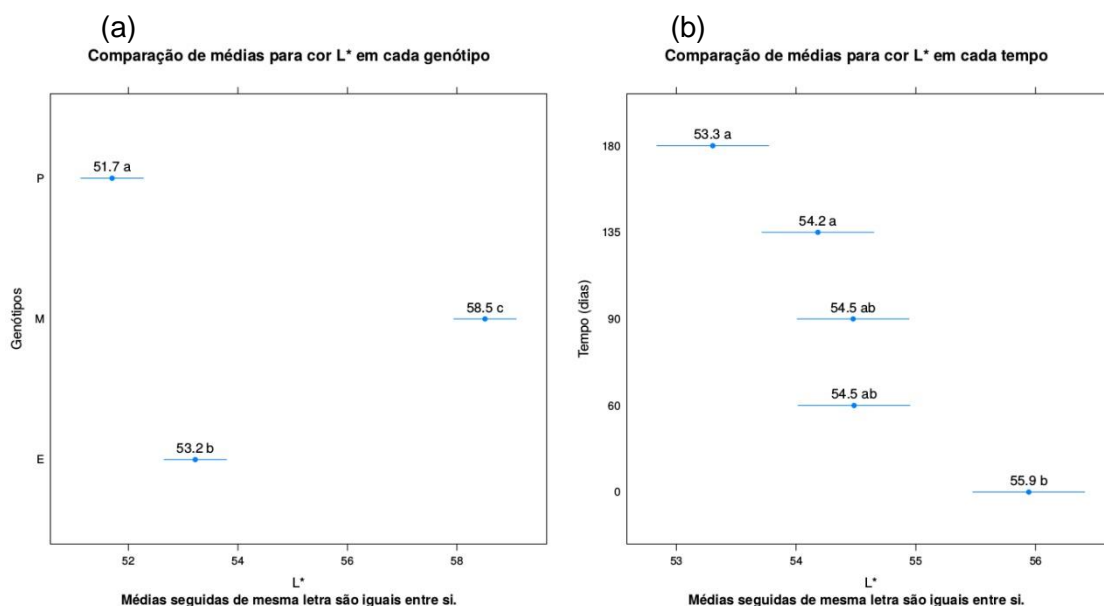 (a)
Comparação de médias para cor L* em cada genótipo
51.7 a
58.5 c
53.2 b
P
M
E
Genótipos
52 54 56 58
L*
Médias seguidas de mesma letra são iguais entre si.
(b)
Comparação de médias para cor L* em cada tempo
53.3 a
54.2 a
54.5 ab
54.5 ab
55.9 b
180
135
90
60
0
Tempo (dias)
53 54 55 56
L*
Médias seguidas de mesma letra são iguais entre si.